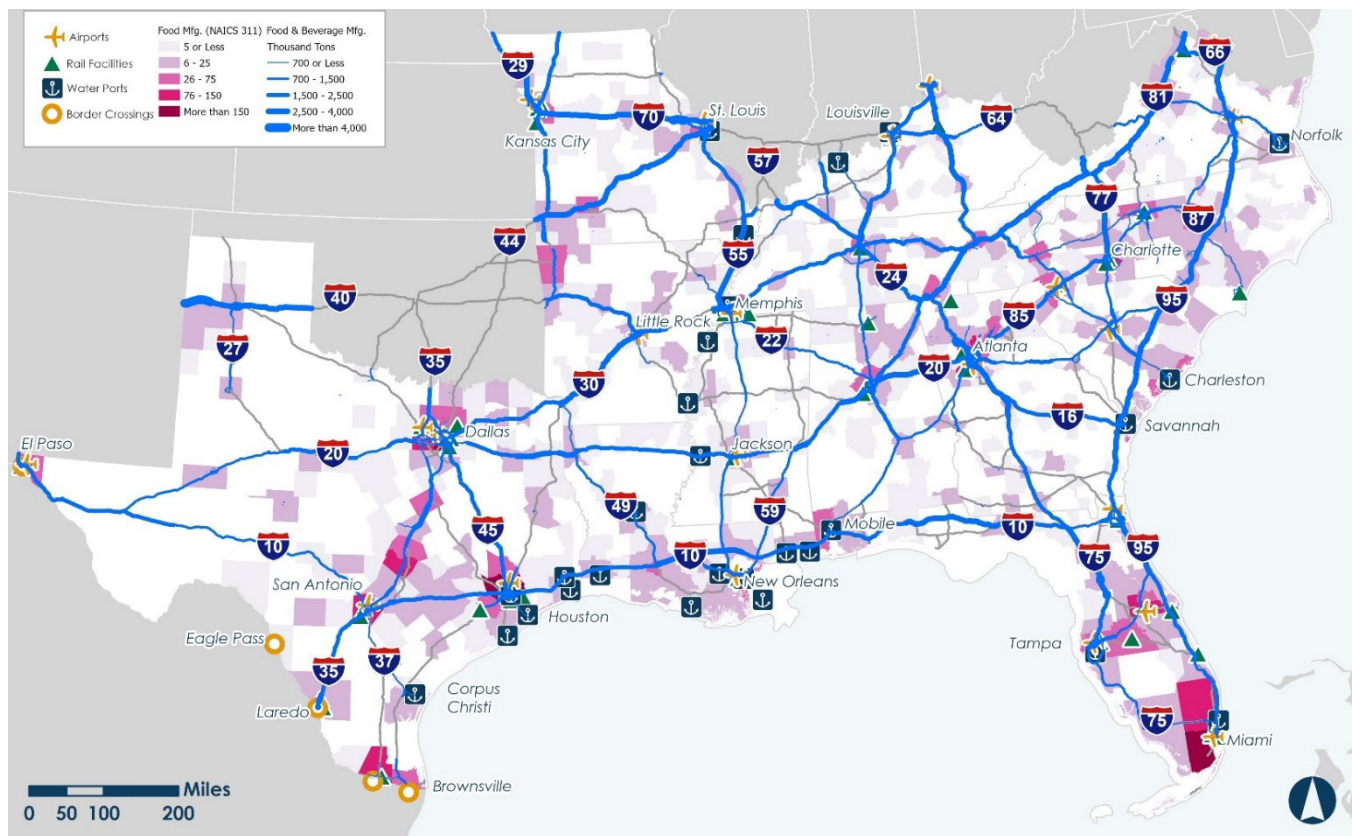 Airports
Rail Facilities
Water Ports
Border Crossings
Food Mfg. (NAICS 311)
5 or Less
6 - 25
26 - 75
76 - 150
More than 150
Food & Beverage Mfg.
Thousand Tons
700 or Less
700 - 1,500
1,500 - 2,500
2,500 - 4,000
More than 4,000
29
66
81
70
St. Louis
Louisville
64
Kansas City
57
Norfolk
77
87
44
55
24
Charlotte
40
Memphis
95
Little Rock
22
85
27
35
Atlanta
30
20
Charleston
El Paso
Dallas
16
20
Jackson
Savannah
49
59
45
Mobile
10
10
10
75
95
San Antonio
New Orleans
Houston
Eagle Pass
Tampa
35
37
Corpus
Christi
Laredo
75
Miami
Brownsville
Miles
0 50 100 200